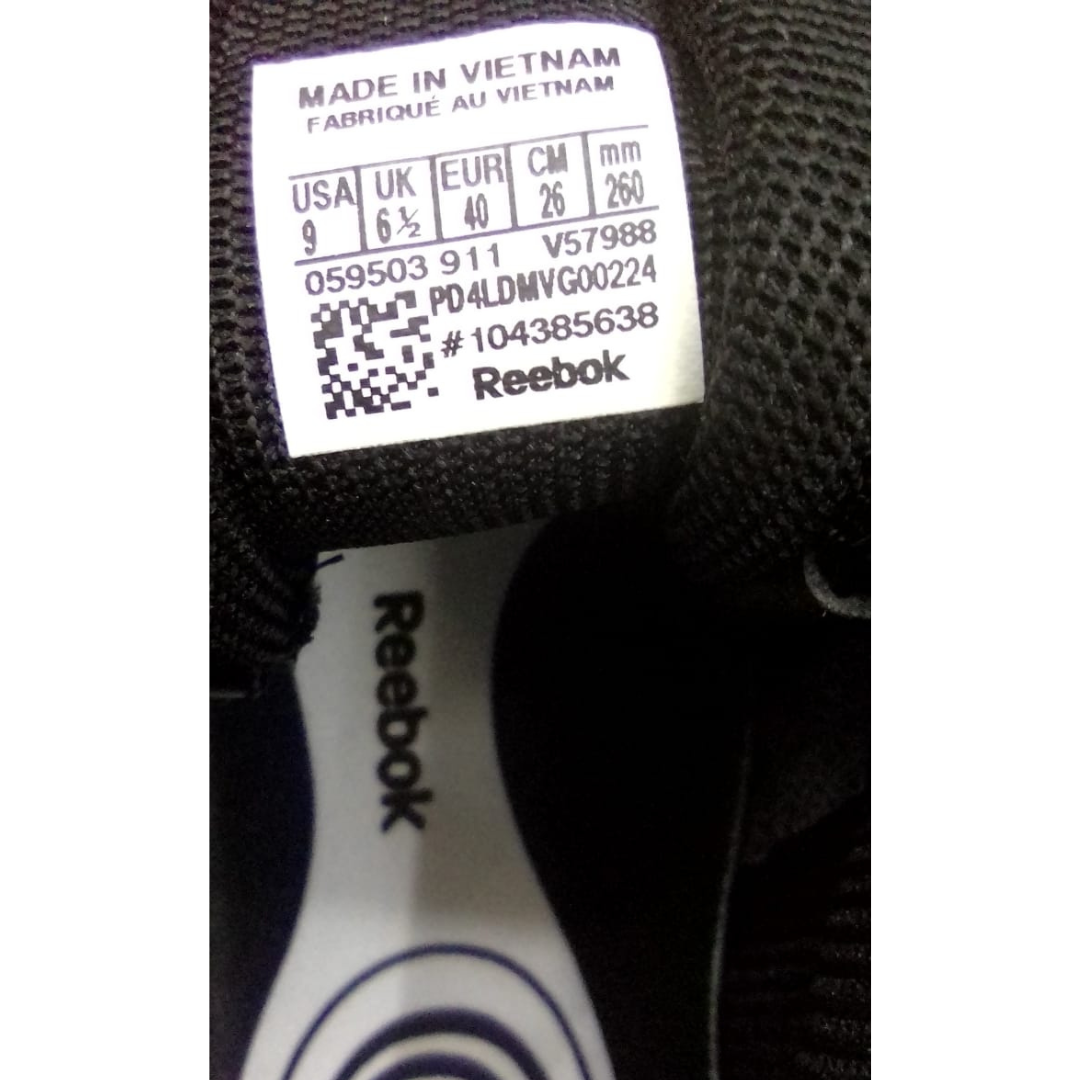 MADE IN VIETNAM
FABRIQUÉ AU VIETNAM
USA UK EUR CM mm
9 6½ 40 26 260
059503 911 V57988
PD4LDMVG00224
#104385638
Reebok
Reebok